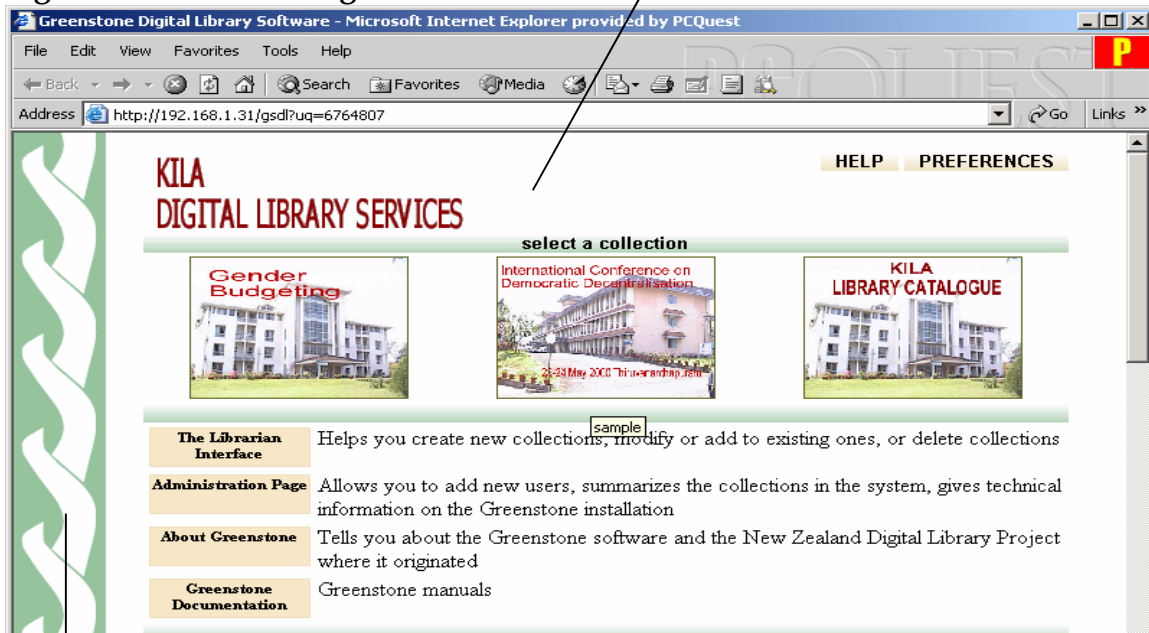 Greenstone Digital Library Software - Microsoft Internet Explorer provided by PCQuest
File Edit View Favorites Tools Help
PCQUEST
P
Back Search Favorites Media
Address http://192.168.1.31/gsdl?uq=6764807 Go Links »
HELP PREFERENCES
KILA
DIGITAL LIBRARY SERVICES
select a collection
Gender
Budgeting
International Conference on
Democratic Decentralisation
May 2000 Thiruvananthapuram
KILA
LIBRARY CATALOGUE
sample
The Librarian
Interface
Helps you create new collections, modify or add to existing ones, or delete collections
Administration Page
Allows you to add new users, summarizes the collections in the system, gives technical
information on the Greenstone installation
About Greenstone
Tells you about the Greenstone software and the New Zealand Digital Library Project
where it originated
Greenstone
Documentation
Greenstone manuals